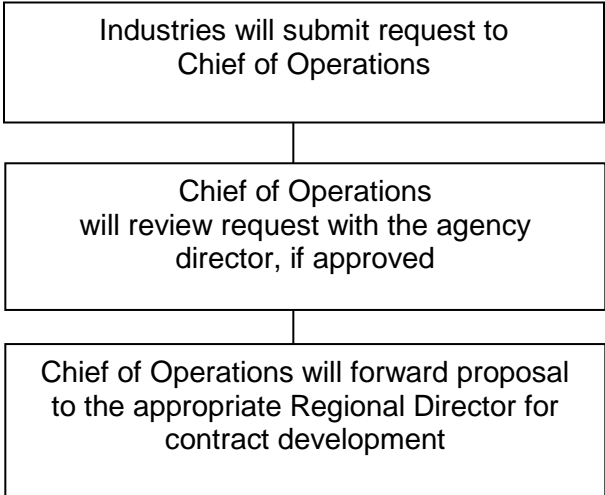 Industries will submit request to
Chief of Operations
Chief of Operations
will review request with the agency
director, if approved
Chief of Operations will forward proposal
to the appropriate Regional Director for
contract development